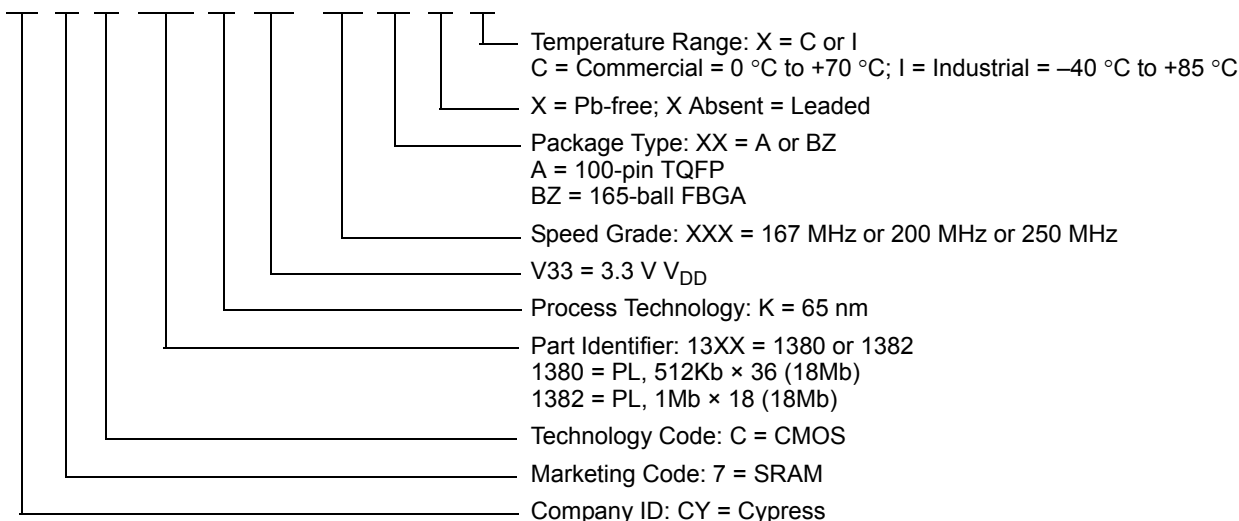 Temperature Range: X = C or I
C = Commercial = 0 °C to +70 °C; I = Industrial = –40 °C to +85 °C
X = Pb-free; X Absent = Leaded
Package Type: XX = A or BZ
A = 100-pin TQFP
BZ = 165-ball FBGA
Speed Grade: XXX = 167 MHz or 200 MHz or 250 MHz
V33 = 3.3 V VDD
Process Technology: K = 65 nm
Part Identifier: 13XX = 1380 or 1382
1380 = PL, 512Kb × 36 (18Mb)
1382 = PL, 1Mb × 18 (18Mb)
Technology Code: C = CMOS
Marketing Code: 7 = SRAM
Company ID: CY = Cypress